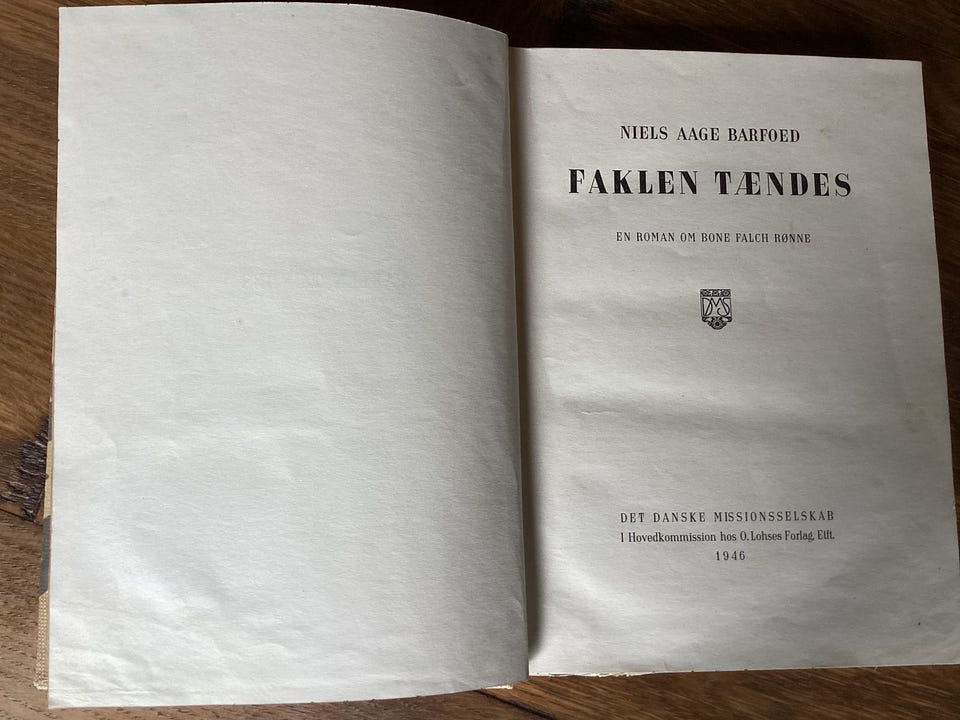 NIELS AAGE BARFOED
FAKLEN TÆNDES
EN ROMAN OM BONE FALCH RØNNE
DMS
DET DANSKE MISSIONSSELSKAB
I Hovedkommission hos O. Lohses Forlag, Eftf.
1946